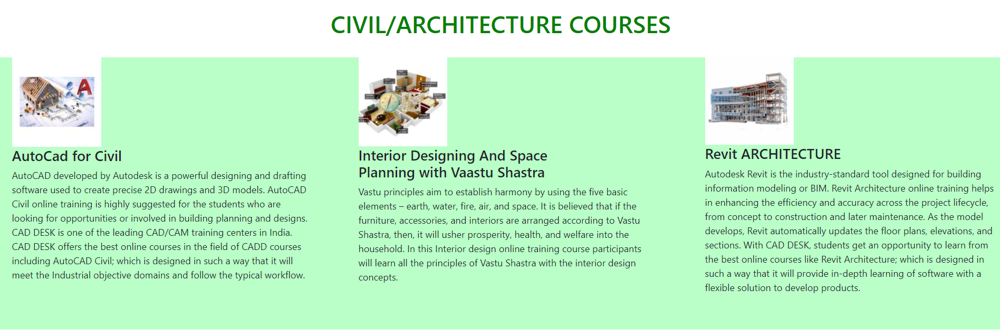 CIVIL/ARCHITECTURE COURSES
A
AutoCad for Civil
AutoCAD developed by Autodesk is a powerful designing and drafting
software used to create precise 2D drawings and 3D models. AutoCAD
Civil online training is highly suggested for the students who are
looking for opportunities or involved in building planning and designs.
CAD DESK is one of the leading CAD/CAM training centers in India.
CAD DESK offers the best online courses in the field of CADD courses
including AutoCAD Civil; which is designed in such a way that it will
meet the Industrial objective domains and follow the typical workflow.
Interior Designing And Space
Planning with Vaastu Shastra
Vastu principles aim to establish harmony by using the five basic
elements – earth, water, fire, air, and space. It is believed that if the
furniture, accessories, and interiors are arranged according to Vastu
Shastra, then, it will usher prosperity, health, and welfare into the
household. In this Interior design online training course participants
will learn all the principles of Vastu Shastra with the interior design
concepts.
Revit ARCHITECTURE
Autodesk Revit is the industry-standard tool designed for building
information modeling or BIM. Revit Architecture online training helps
in enhancing the efficiency and accuracy across the project lifecycle,
from concept to construction and later maintenance. As the model
develops, Revit automatically updates the floor plans, elevations, and
sections. With CAD DESK, students get an opportunity to learn from
the best online courses like Revit Architecture; which is designed in
such a way that it will provide in-depth learning of software with a
flexible solution to develop products.